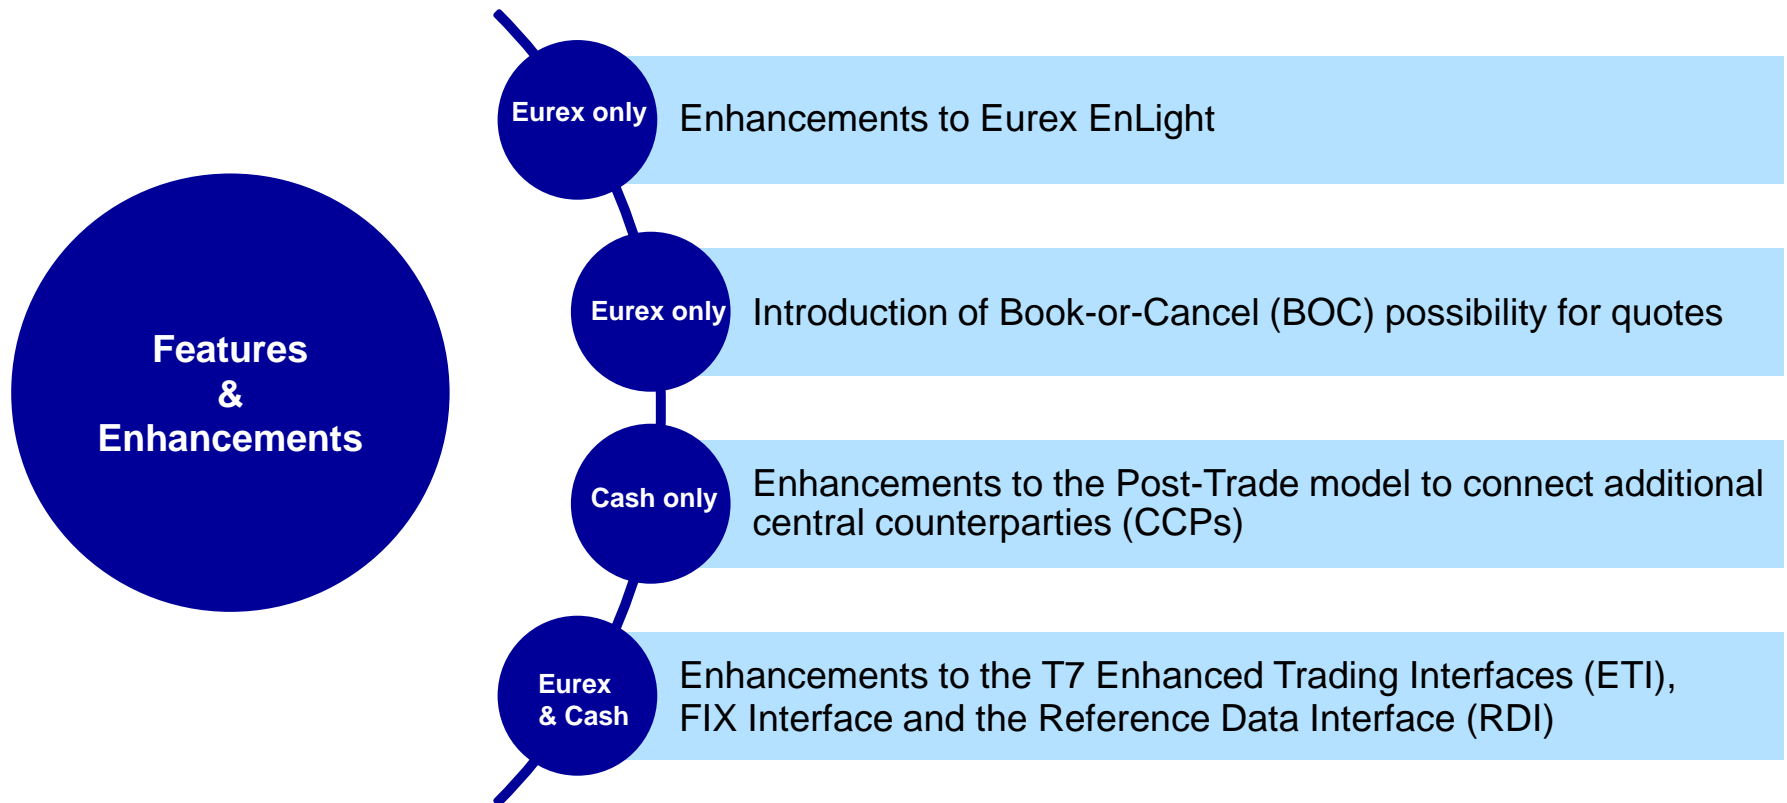 Features
&
Enhancements
Eurex only
Enhancements to Eurex EnLight
Eurex only
Introduction of Book-or-Cancel (BOC) possibility for quotes
Cash only
Enhancements to the Post-Trade model to connect additional
central counterparties (CCPs)
Eurex
& Cash
Enhancements to the T7 Enhanced Trading Interfaces (ETI),
FIX Interface and the Reference Data Interface (RDI)